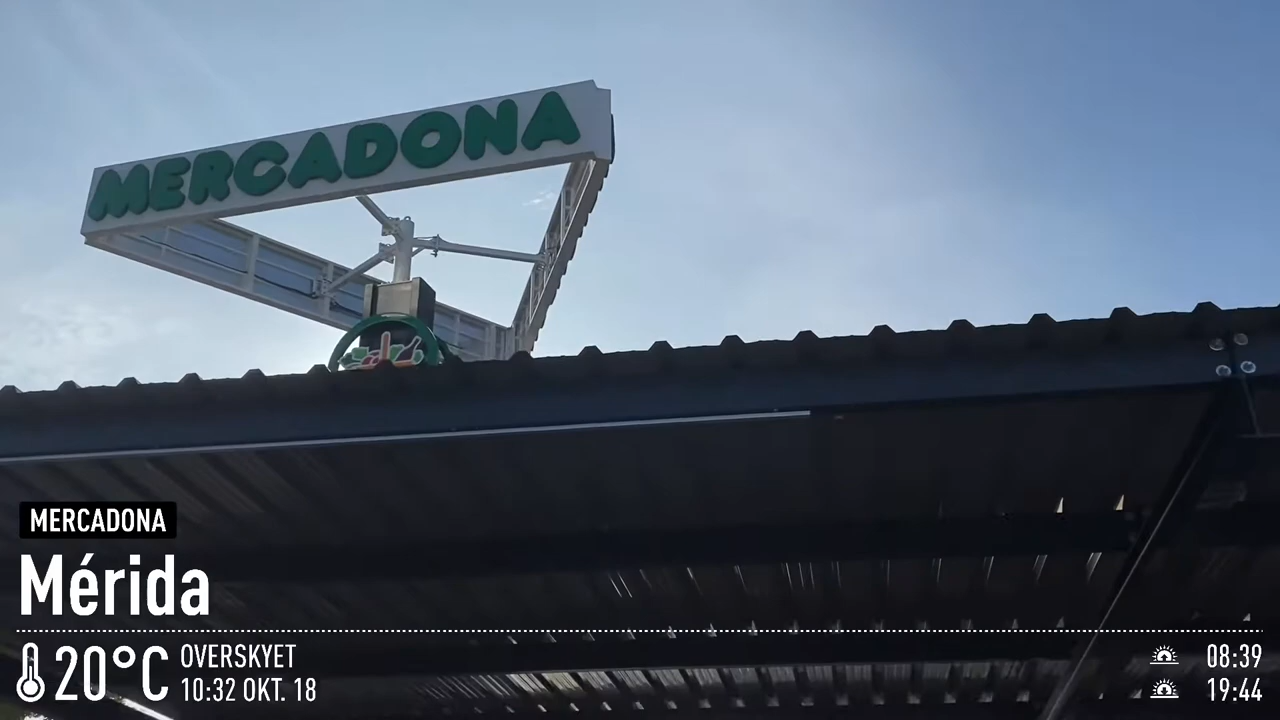 MERCADONA
MERCADONA
Mérida
20°C
OVERSKYET
10:32 OKT. 18
08:39
19:44